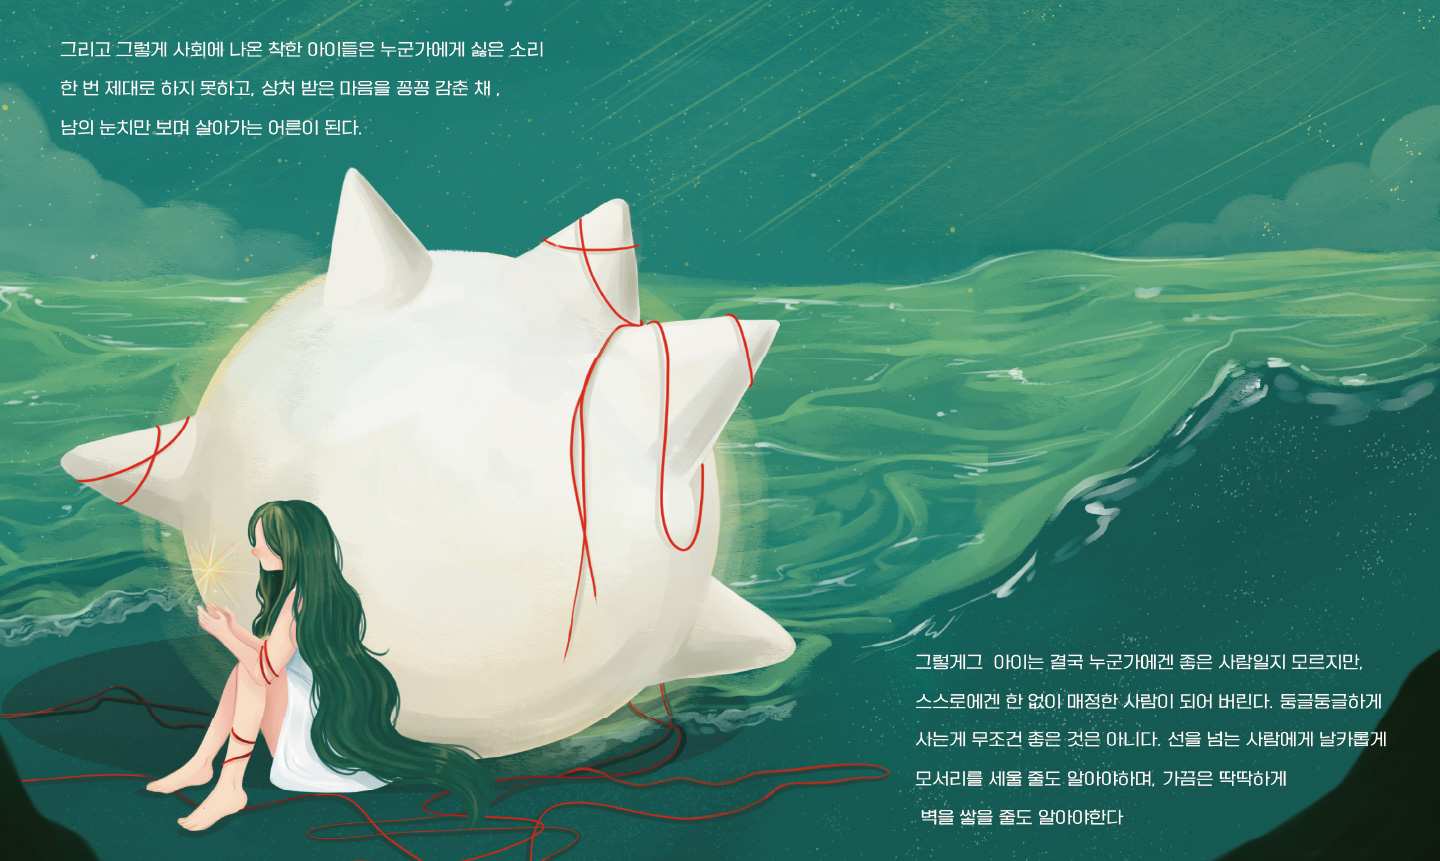 그리고 그렇게 사회에 나온 착한 아이들은 누군가에게 싫은 소리
한 번 제대로 하지 못하고, 상처 받은 마음을 꽁꽁 감춘 채 ,
남의 눈치만 보며 살아가는 어른이 된다.
그렇게그 아이는 결국 누군가에겐 좋은 사람일지 모르지만,
스스로에겐 한 없이 매정한 사람이 되어 버린다. 둥글둥글하게
사는게 무조건 좋은 것은 아니다. 선을 넘는 사람에게 날카롭게
모서리를 세울 줄도 알아야하며, 가끔은 딱딱하게
벽을 쌓을 줄도 알아야한다